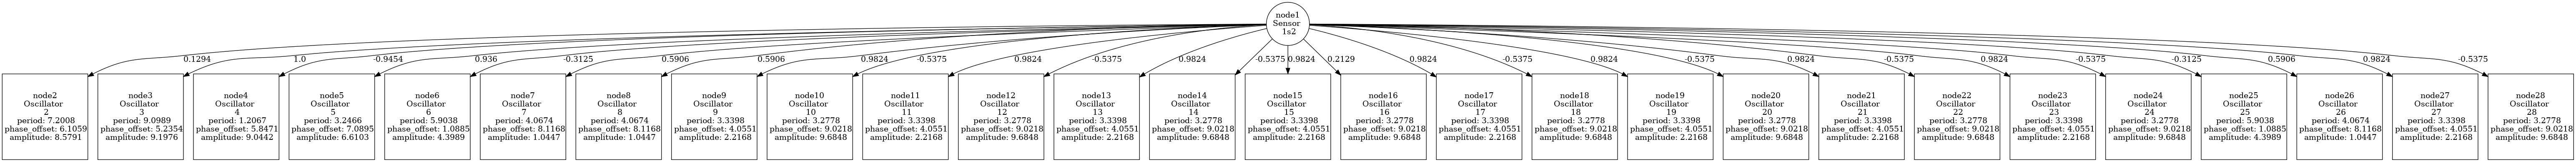 node1
Sensor
1s2
0.1294
1.0
-0.9454
0.936
-0.3125
0.5906
0.5906
0.9824
-0.5375
0.9824
-0.5375
0.9824
-0.5375
0.9824
0.2129
0.9824
-0.5375
0.9824
-0.5375
0.9824
-0.5375
0.9824
-0.5375
-0.3125
0.5906
0.9824
-0.5375
node2
Oscillator
2
period: 7.2008
phase_offset: 6.1059
amplitude: 8.5791
node3
Oscillator
3
period: 9.0989
phase_offset: 5.2354
amplitude: 9.1976
node4
Oscillator
4
period: 1.2067
phase_offset: 5.8471
amplitude: 9.0442
node5
Oscillator
5
period: 3.2466
phase_offset: 7.0895
amplitude: 6.6103
node6
Oscillator
6
period: 5.9038
phase_offset: 1.0885
amplitude: 4.3989
node7
Oscillator
7
period: 4.0674
phase_offset: 8.1168
amplitude: 1.0447
node8
Oscillator
8
period: 4.0674
phase_offset: 8.1168
amplitude: 1.0447
node9
Oscillator
9
period: 3.3398
phase_offset: 4.0551
amplitude: 2.2168
node10
Oscillator
10
period: 3.2778
phase_offset: 9.0218
amplitude: 9.6848
node11
Oscillator
11
period: 3.3398
phase_offset: 4.0551
amplitude: 2.2168
node12
Oscillator
12
period: 3.2778
phase_offset: 9.0218
amplitude: 9.6848
node13
Oscillator
13
period: 3.3398
phase_offset: 4.0551
amplitude: 2.2168
node14
Oscillator
14
period: 3.2778
phase_offset: 9.0218
amplitude: 9.6848
node15
Oscillator
15
period: 3.3398
phase_offset: 4.0551
amplitude: 2.2168
node16
Oscillator
16
period: 3.2778
phase_offset: 9.0218
amplitude: 9.6848
node17
Oscillator
17
period: 3.3398
phase_offset: 4.0551
amplitude: 2.2168
node18
Oscillator
18
period: 3.2778
phase_offset: 9.0218
amplitude: 9.6848
node19
Oscillator
19
period: 3.3398
phase_offset: 4.0551
amplitude: 2.2168
node20
Oscillator
20
period: 3.2778
phase_offset: 9.0218
amplitude: 9.6848
node21
Oscillator
21
period: 3.3398
phase_offset: 4.0551
amplitude: 2.2168
node22
Oscillator
22
period: 3.2778
phase_offset: 9.0218
amplitude: 9.6848
node23
Oscillator
23
period: 3.3398
phase_offset: 4.0551
amplitude: 2.2168
node24
Oscillator
24
period: 3.2778
phase_offset: 9.0218
amplitude: 9.6848
node25
Oscillator
25
period: 5.9038
phase_offset: 1.0885
amplitude: 4.3989
node26
Oscillator
26
period: 4.0674
phase_offset: 8.1168
amplitude: 1.0447
node27
Oscillator
27
period: 3.3398
phase_offset: 4.0551
amplitude: 2.2168
node28
Oscillator
28
period: 3.2778
phase_offset: 9.0218
amplitude: 9.6848